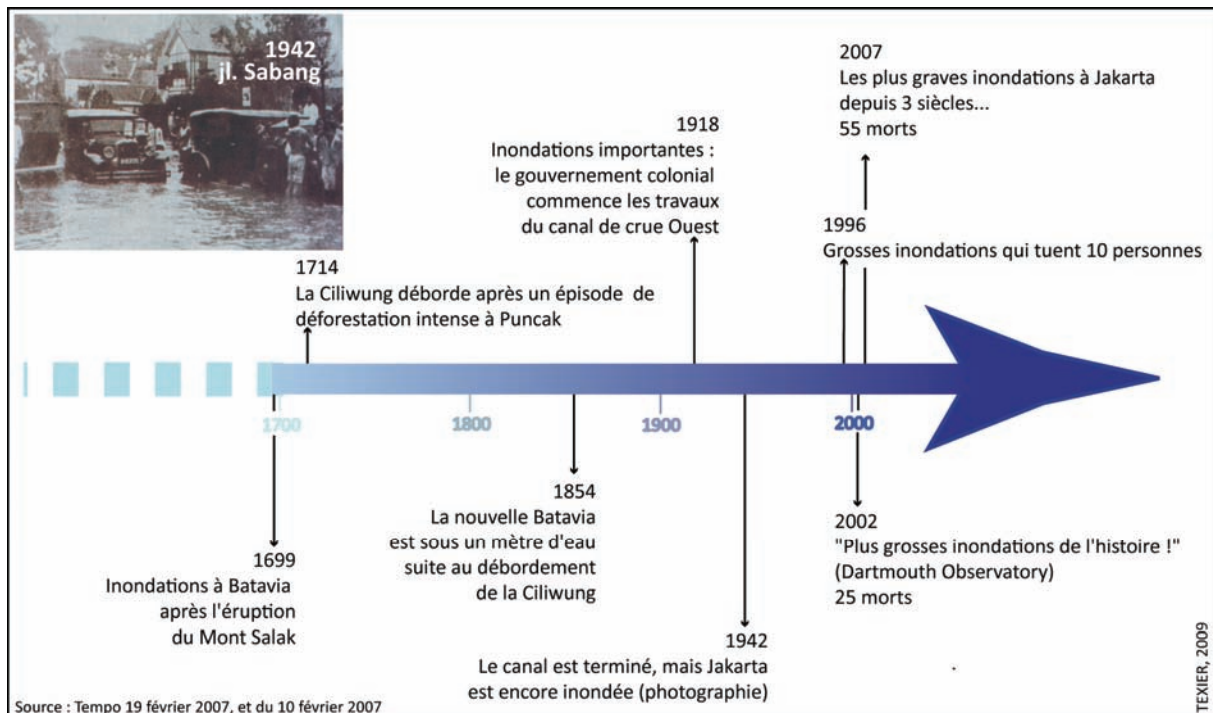 1942
jl. Sabang
2007
Les plus graves inondations à Jakarta
depuis 3 siècles...
55 morts
1918
Inondations importantes :
le gouvernement colonial
commence les travaux
du canal de crue Ouest
1996
Grosses inondations qui tuent 10 personnes
1714
La Ciliwung déborde après un épisode de
déforestation intense à Puncak
1700
1800
1900
2000
1699
Inondations à Batavia
après l'éruption
du Mont Salak
1854
La nouvelle Batavia
est sous un mètre d'eau
suite au débordement
de la Ciliwung
1942
Le canal est terminé, mais Jakarta
est encore inondée (photographie)
2002
"Plus grosses inondations de l'histoire !"
(Dartmouth Observatory)
25 morts
TEXIER, 2009
Source : Tempo 19 février 2007, et du 10 février 2007